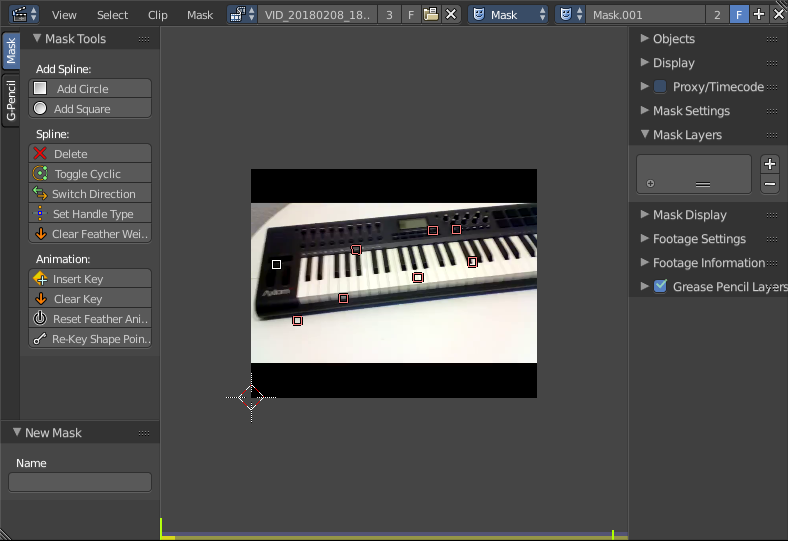 View Select Clip Mask VID_20180208_18.. 3 F Mask Mask.001 2 F
Mask
G-Pencil
Mask Tools
Add Spline:
Add Circle
Add Square
Spline:
Delete
Toggle Cyclic
Switch Direction
Set Handle Type
Clear Feather Wei..
Animation:
Insert Key
Clear Key
Reset Feather Ani..
Re-Key Shape Poin..
New Mask
Name
Objects
Display
Proxy/Timecode
Mask Settings
Mask Layers
Mask Display
Footage Settings
Footage Information
Grease Pencil Layers